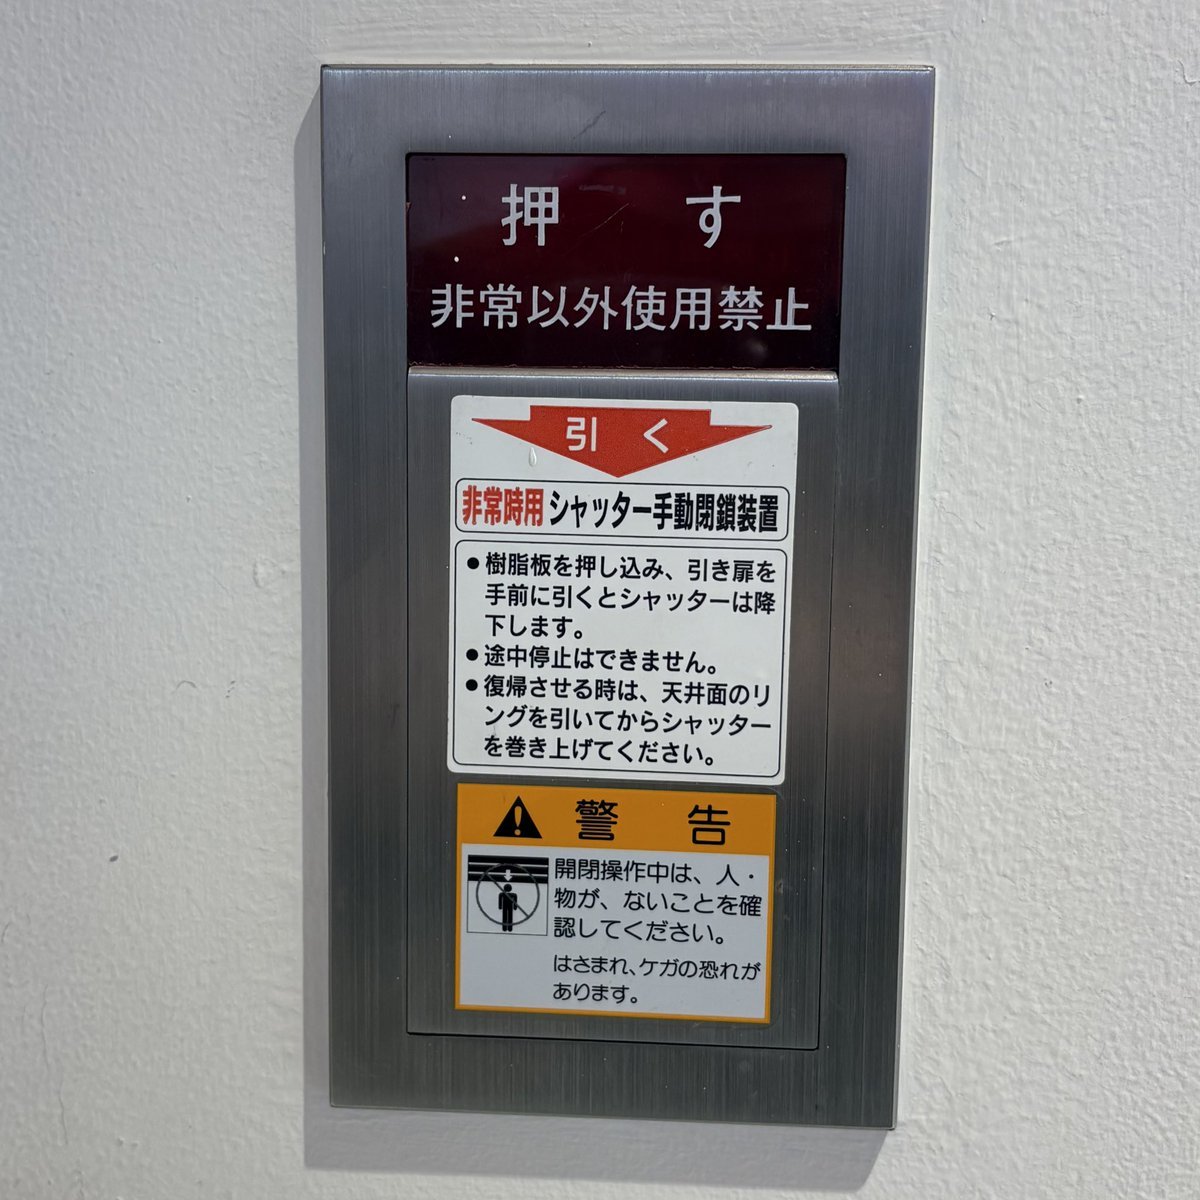 押す
非常以外使用禁止
引く
非常時用シャッター手動閉鎖装置
●樹脂板を押し込み、引き扉を
手前に引くとシャッターは降
下します。
●途中停止はできません。
●復帰させる時は、天井面のリ
ングを引いてからシャッター
を巻き上げてください。
警告
開閉操作中は、人・
物が、ないことを確
認してください。
はさまれ、ケガの恐れが
あります。